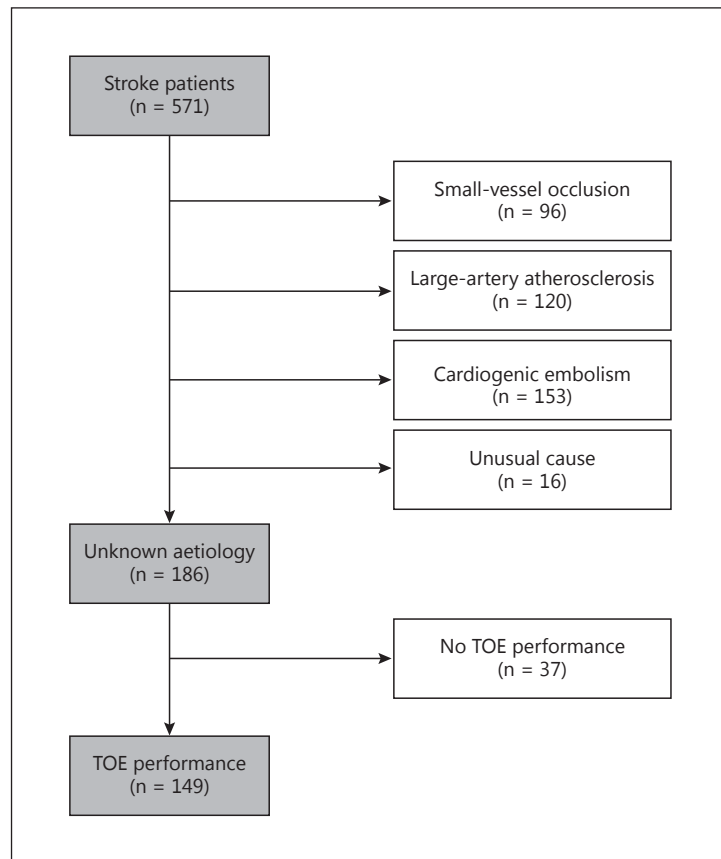 Stroke patients
(n = 571)
Small-vessel occlusion
(n = 96)
Large-artery atherosclerosis
(n = 120)
Cardiogenic embolism
(n = 153)
Unusual cause
(n = 16)
Unknown aetiology
(n = 186)
No TOE performance
(n = 37)
TOE performance
(n = 149)